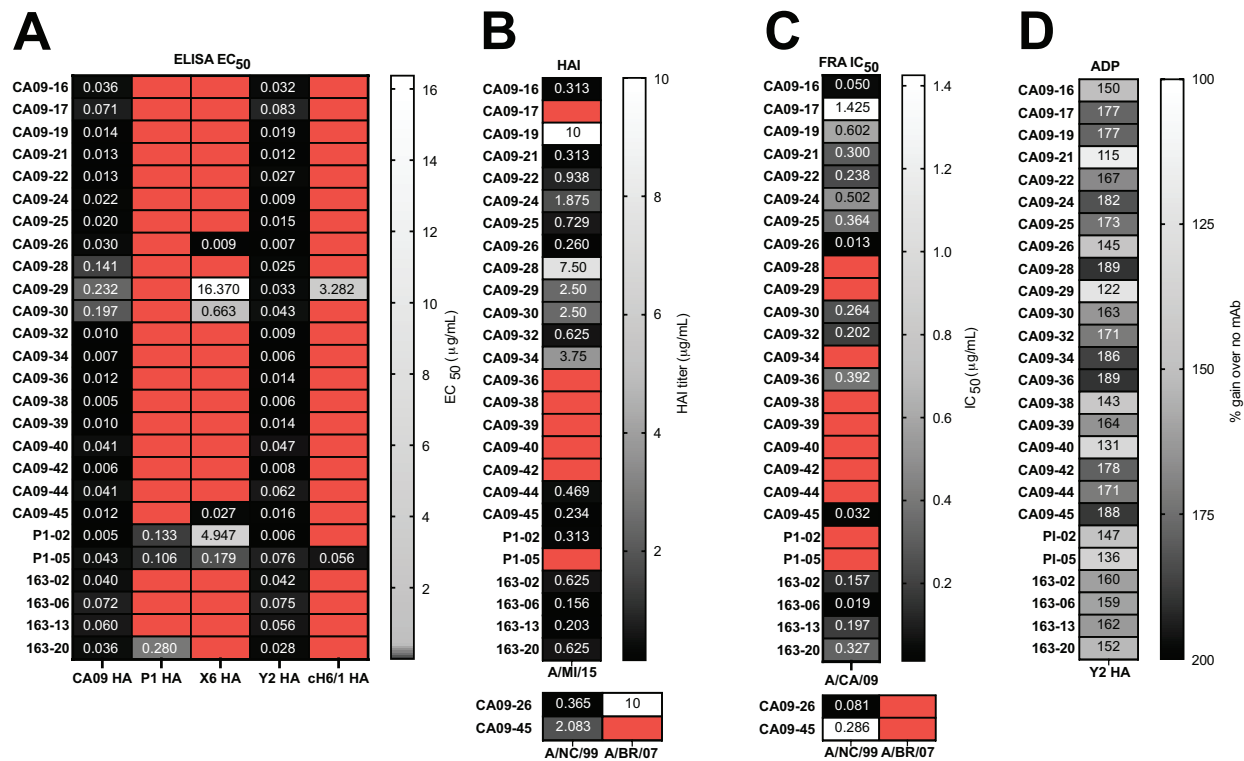 A
ELISA EC50
CA09-16 0.036 0.032
CA09-17 0.071 0.083
CA09-19 0.014 0.019
CA09-21 0.013 0.012
CA09-22 0.013 0.027
CA09-24 0.022 0.009
CA09-25 0.020 0.015
CA09-26 0.030 0.009 0.007
CA09-28 0.141 0.025
CA09-29 0.232 16.370 0.033 3.282
CA09-30 0.197 0.663 0.043
CA09-32 0.010 0.009
CA09-34 0.007 0.006
CA09-36 0.012 0.014
CA09-38 0.005 0.006
CA09-39 0.010 0.014
CA09-40 0.041 0.047
CA09-42 0.006 0.008
CA09-44 0.041 0.062
CA09-45 0.012 0.027 0.016
P1-02 0.005 0.133 4.947 0.006
P1-05 0.043 0.106 0.179 0.076 0.056
163-02 0.040 0.042
163-06 0.072 0.075
163-13 0.060 0.056
163-20 0.036 0.280 0.028
CA09 HA P1 HA X6 HA Y2 HA cH6/1 HA
16
14
12
10
8
6
4
2
EC 50 (µg/mL)
B
HAI
CA09-16 0.313
CA09-17
CA09-19 10
CA09-21 0.313
CA09-22 0.938
CA09-24 1.875
CA09-25 0.729
CA09-26 0.260
CA09-28 7.50
CA09-29 2.50
CA09-30 2.50
CA09-32 0.625
CA09-34 3.75
CA09-36
CA09-38
CA09-39
CA09-40
CA09-42
CA09-44 0.469
CA09-45 0.234
P1-02 0.313
P1-05
163-02 0.625
163-06 0.156
163-13 0.203
163-20 0.625
A/MI/15
10
8
6
4
2
HAI titer (µg/mL)
CA09-26 0.365 10
CA09-45 2.083
A/NC/99 A/BR/07
C
FRA IC50
CA09-16 0.050
CA09-17 1.425
CA09-19 0.602
CA09-21 0.300
CA09-22 0.238
CA09-24 0.502
CA09-25 0.364
CA09-26 0.013
CA09-28
CA09-29
CA09-30 0.264
CA09-32 0.202
CA09-34
CA09-36 0.392
CA09-38
CA09-39
CA09-40
CA09-42
CA09-44
CA09-45 0.032
P1-02
P1-05
163-02 0.157
163-06 0.019
163-13 0.197
163-20 0.327
A/CA/09
1.4
1.2
1.0
0.8
0.6
0.4
0.2
IC50 (µg/mL)
CA09-26 0.081
CA09-45 0.286
A/NC/99 A/BR/07
D
ADP
CA09-16 150
CA09-17 177
CA09-19 177
CA09-21 115
CA09-22 167
CA09-24 182
CA09-25 173
CA09-26 145
CA09-28 189
CA09-29 122
CA09-30 163
CA09-32 171
CA09-34 186
CA09-36 189
CA09-38 143
CA09-39 164
CA09-40 131
CA09-42 178
CA09-44 171
CA09-45 188
PI-02 147
PI-05 136
163-02 160
163-06 159
163-13 162
163-20 152
Y2 HA
100
125
150
175
200
% gain over no mAb